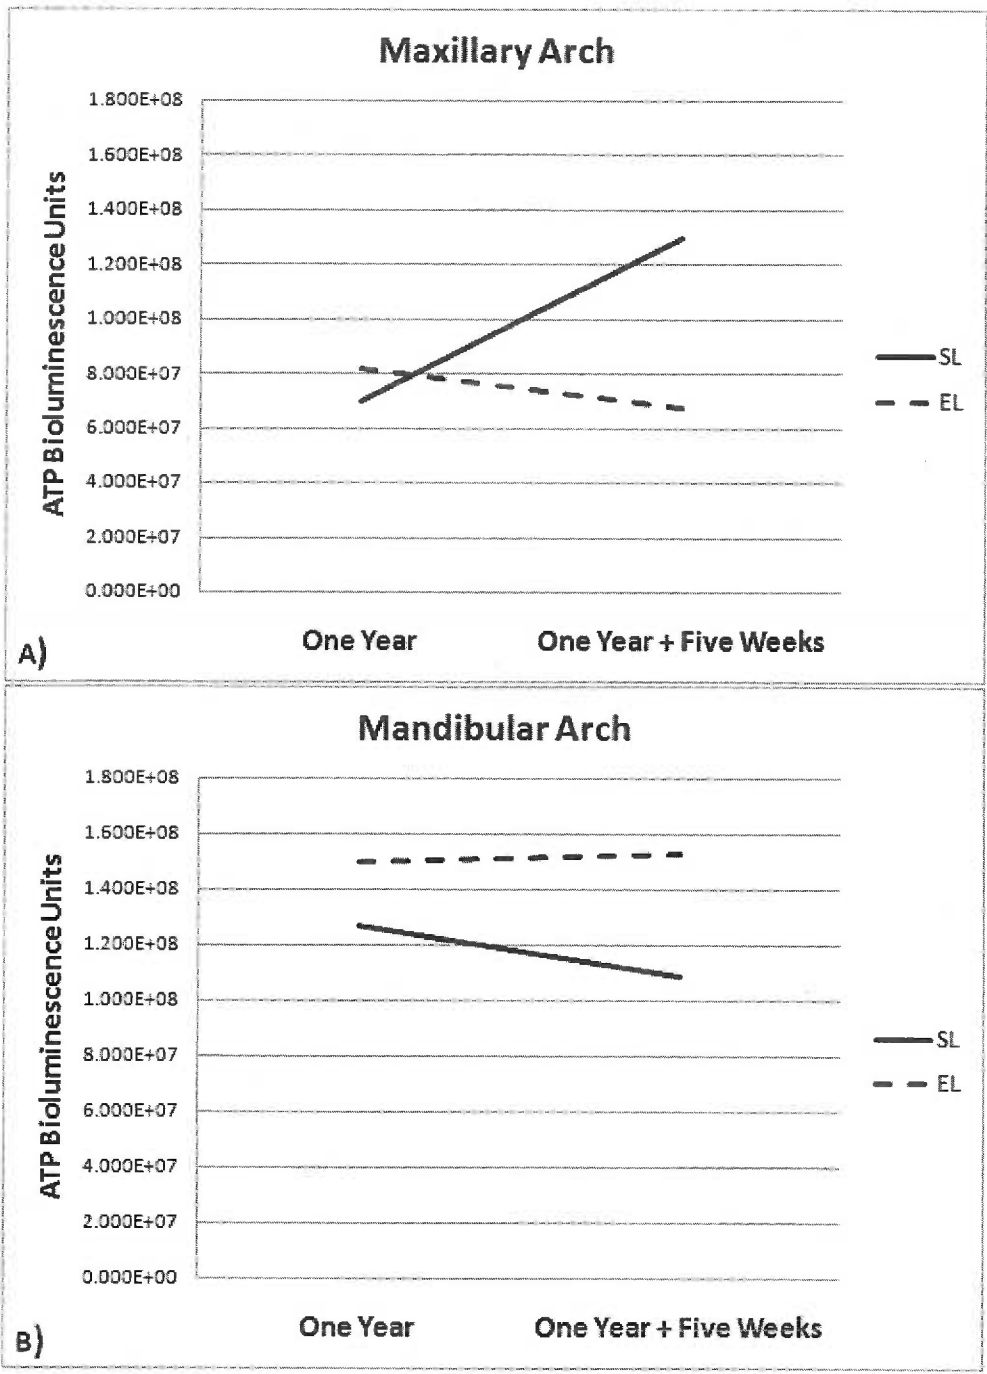 Maxillary Arch
1.800E+08
1.600E+08
1.400E+08
1.200E+08
1.000E+08
8.000E+07
6.000E+07
4.000E+07
2.000E+07
0.000E+00
ATP Bioluminescence Units
SL
EL
One Year
One Year + Five Weeks
A)
Mandibular Arch
1.800E+08
1.600E+08
1.400E+08
1.200E+08
1.000E+08
8.000E+07
6.000E+07
4.000E+07
2.000E+07
0.000E+00
ATP Bioluminescence Units
SL
EL
One Year
One Year + Five Weeks
B)